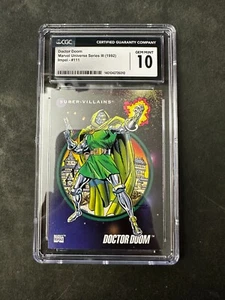 CGC
CERTIFIED GUARANTY COMPANY
Doctor Doom
Marvel Universe Series III (1992)
Impel - #111
GEM MINT
10
SUPER-VILLAINS
DOCTOR DOOM